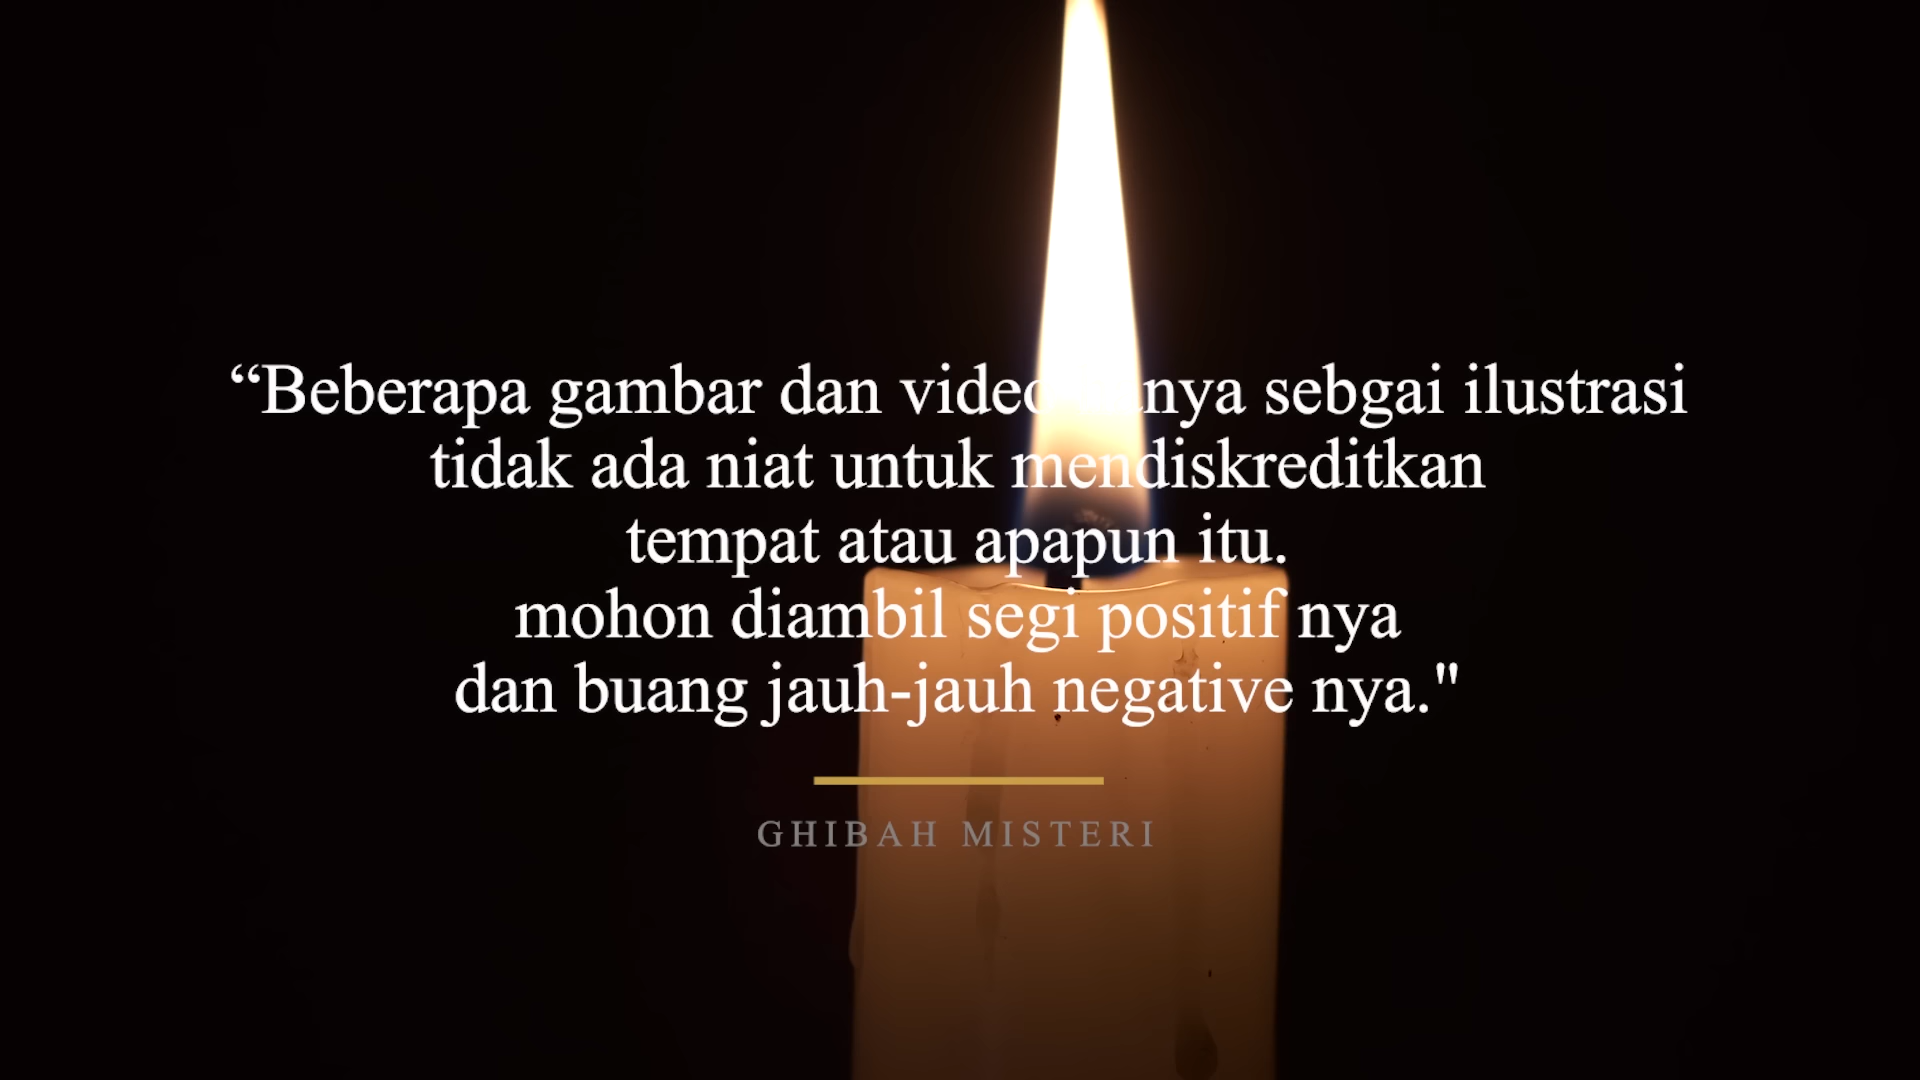 “Beberapa gambar dan video hanya sebgai ilustrasi
tidak ada niat untuk mendiskreditkan
tempat atau apapun itu.
mohon diambil segi positif nya
dan buang jauh-jauh negative nya."
GHIBAH MISTERI